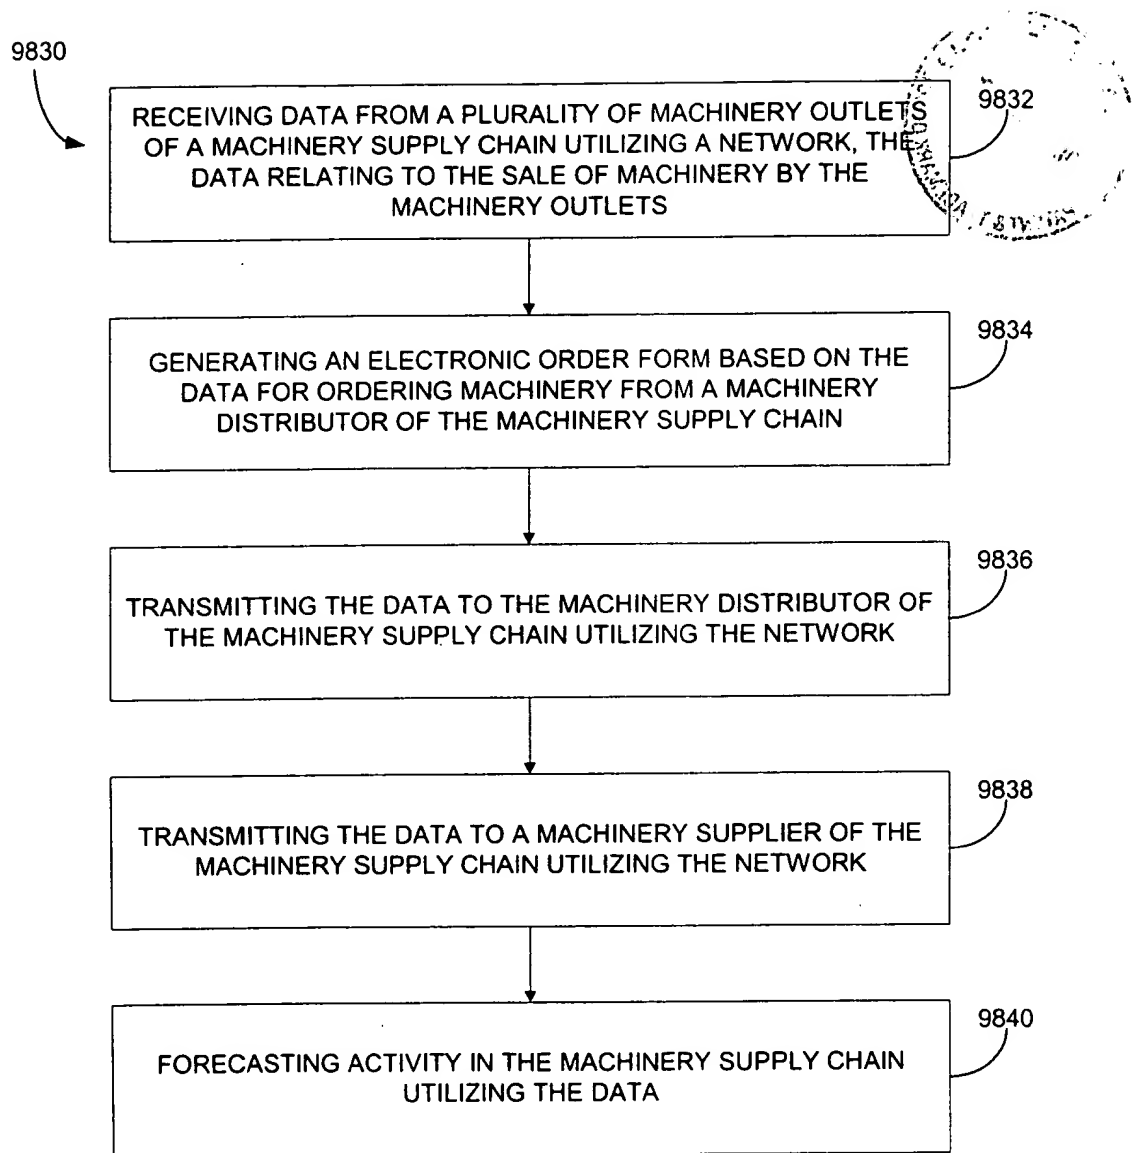 9830
RECEIVING DATA FROM A PLURALITY OF MACHINERY OUTLETS
OF A MACHINERY SUPPLY CHAIN UTILIZING A NETWORK, THE
DATA RELATING TO THE SALE OF MACHINERY BY THE
MACHINERY OUTLETS
9832
GENERATING AN ELECTRONIC ORDER FORM BASED ON THE
DATA FOR ORDERING MACHINERY FROM A MACHINERY
DISTRIBUTOR OF THE MACHINERY SUPPLY CHAIN
9834
TRANSMITTING THE DATA TO THE MACHINERY DISTRIBUTOR OF
THE MACHINERY SUPPLY CHAIN UTILIZING THE NETWORK
9836
TRANSMITTING THE DATA TO A MACHINERY SUPPLIER OF THE
MACHINERY SUPPLY CHAIN UTILIZING THE NETWORK
9838
FORECASTING ACTIVITY IN THE MACHINERY SUPPLY CHAIN
UTILIZING THE DATA
9840